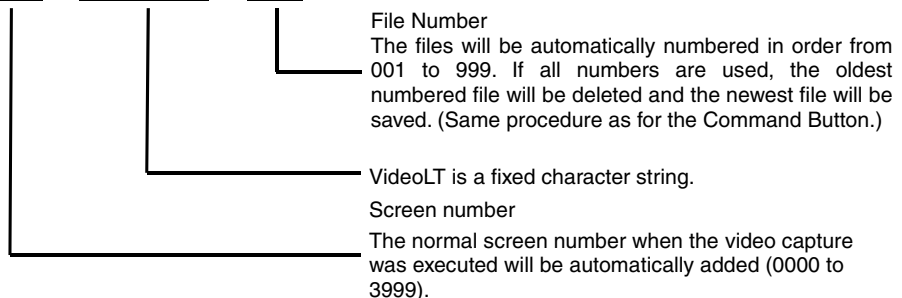 File Number
The files will be automatically numbered in order from
001 to 999. If all numbers are used, the oldest
numbered file will be deleted and the newest file will be
saved. (Same procedure as for the Command Button.)
VideoLT is a fixed character string.
Screen number
The normal screen number when the video capture
was executed will be automatically added (0000 to
3999).